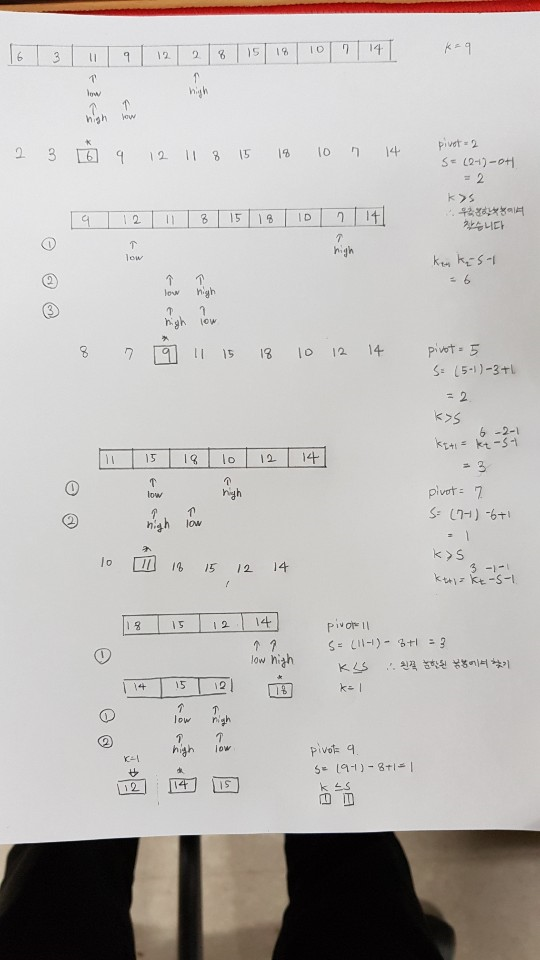 6 3 11 9 12 2 8 15 18 10 7 14 k = 9
↑ ↑
low high
↑ ↑
high low
*
2 3 6 9 12 11 8 15 18 10 7 14
pivot = 2
S = (2-1) - 0+1
= 2
k > S
∴ 우측분할부분에서
찾습니다
9 12 11 8 15 18 10 7 14
① ↑ ↑
low high
② ↑ ↑
low high
③ ↑ ↑
high low
kt+1 kt-S-1
= 6
*
8 7 9 11 15 18 10 12 14
pivot = 5
S = (5-1) - 3+1
= 2
k > S
6 -2-1
kt+1 = kt-S-1
= 3
11 15 18 10 12 14
① ↑ ↑
low high
② ↑ ↑
high low
*
10 11 18 15 12 14
pivot = 7
S = (7-1) -6+1
= 1
k > S
3 -1-1
kt+1 = kt-S-1
18 15 12 14
① ↑ ↑
low high
*
14 15 12 18
pivot = 11
S = (11-1) - 8+1 = 3
k ≤ S ∴ 왼쪽 분할된 부분에서 찾기
k = 1
① ↑ ↑
low high
② ↑ ↑
high low
k=1
↓ *
12 14 15
pivot = 9
S = (9-1) - 8+1 = 1
k ≤ S
1 1